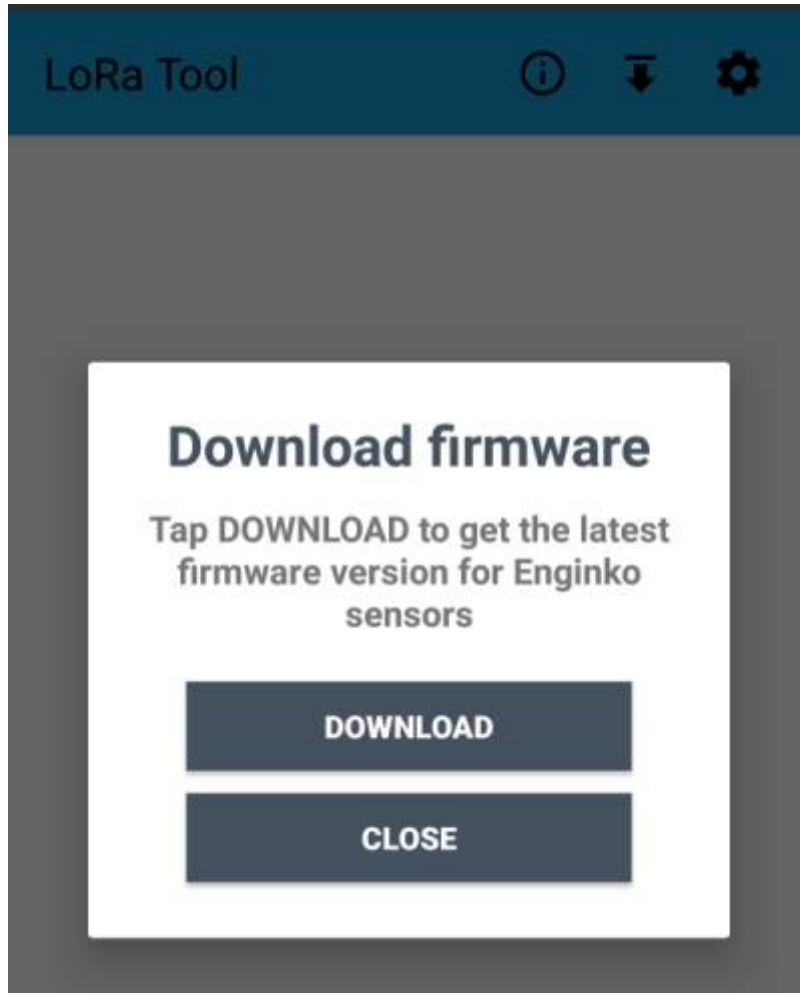 LoRa Tool
Download firmware
Tap DOWNLOAD to get the latest
firmware version for Enginko
sensors
DOWNLOAD
CLOSE